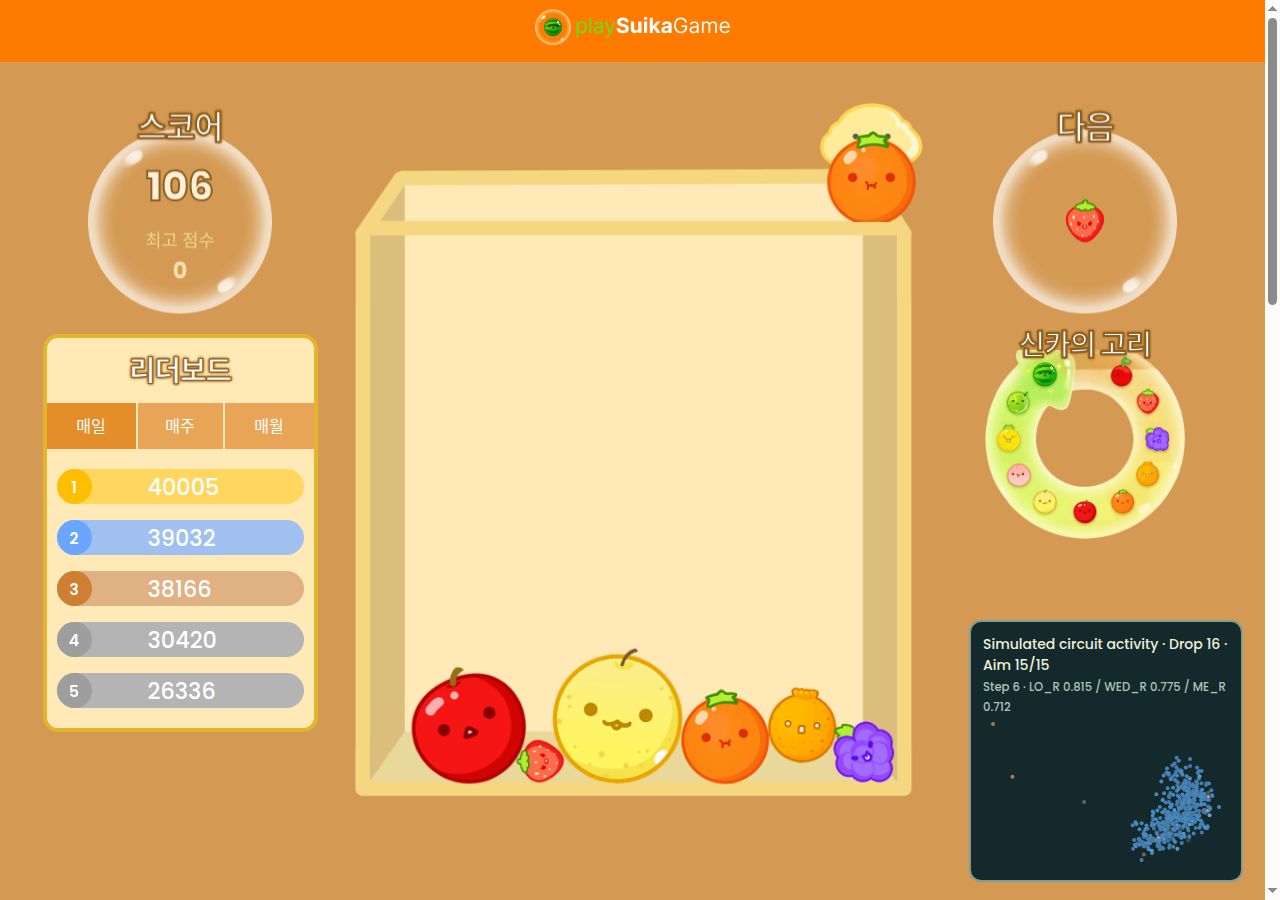 playSuikaGame
스코어
106
최고 점수
0
리더보드
매일 매주 매월
1 40005
2 39032
3 38166
4 30420
5 26336
다음
신카의 고리
Simulated circuit activity · Drop 16 ·
Aim 15/15
Step 6 · LO_R 0.815 / WED_R 0.775 / ME_R
0.712